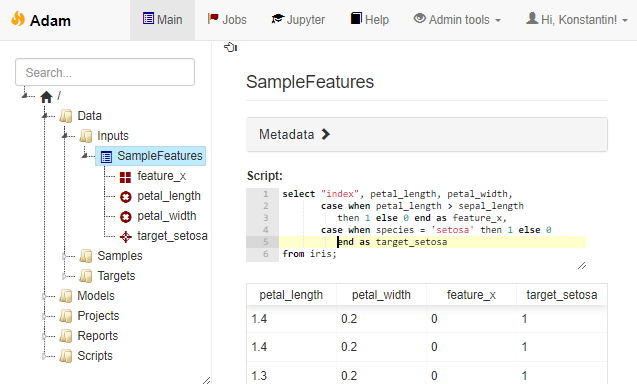 Adam
Main
Jobs
Jupyter
Help
Admin tools
Hi, Konstantin!
Search...
/
Data
Inputs
SampleFeatures
feature_x
petal_length
petal_width
target_setosa
Samples
Targets
Models
Projects
Reports
Scripts
SampleFeatures
Metadata
Script:
1 select "index", petal_length, petal_width,
2 case when petal_length > sepal_length
3 then 1 else 0 end as feature_x,
4 case when species = 'setosa' then 1 else 0
5 end as target_setosa
6 from iris;
petal_length petal_width feature_x target_setosa
1.4 0.2 0 1
1.4 0.2 0 1
1.3 0.2 0 1